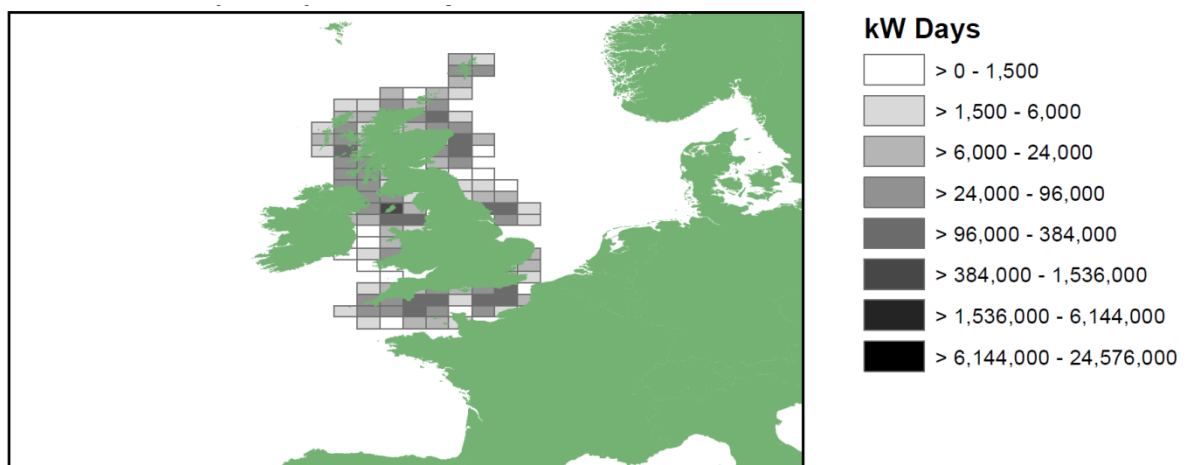 kW Days
> 0 - 1,500
> 1,500 - 6,000
> 6,000 - 24,000
> 24,000 - 96,000
> 96,000 - 384,000
> 384,000 - 1,536,000
> 1,536,000 - 6,144,000
> 6,144,000 - 24,576,000